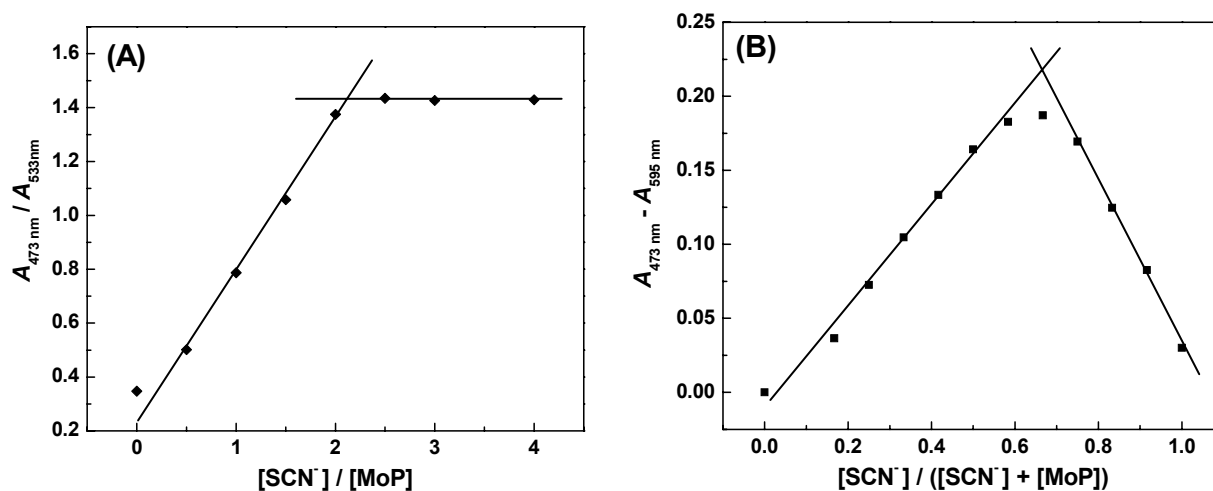 (A)
A473 nm / A533nm
1.6
1.4
1.2
1.0
0.8
0.6
0.4
0.2
0 1 2 3 4
[SCN-] / [MoP]
(B)
A473 nm - A595 nm
0.25
0.20
0.15
0.10
0.05
0.00
0.0 0.2 0.4 0.6 0.8 1.0
[SCN-] / ([SCN-] + [MoP])